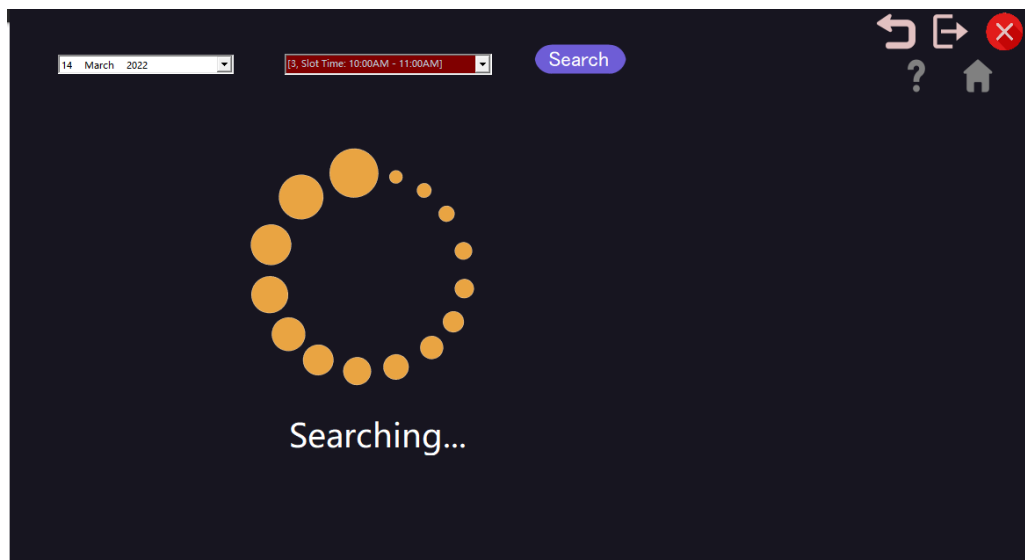 14 March 2022
[3, Slot Time: 10:00AM - 11:00AM]
Search
?
Searching...